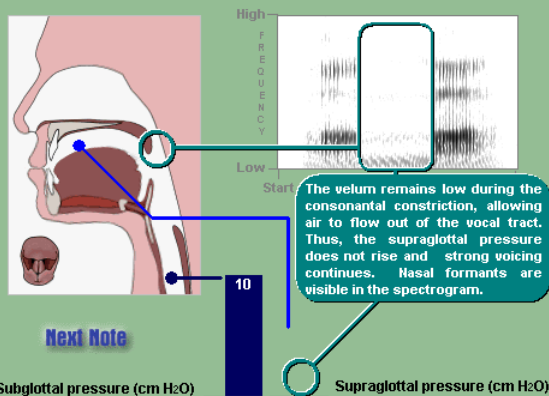 High
FREQUENCY
Low
Start
The velum remains low during the
consonantal constriction, allowing
air to flow out of the vocal tract.
Thus, the supraglottal pressure
does not rise and strong voicing
continues. Nasal formants are
visible in the spectrogram.
10
Next Note
Subglottal pressure (cm H2O)
Supraglottal pressure (cm H2O)